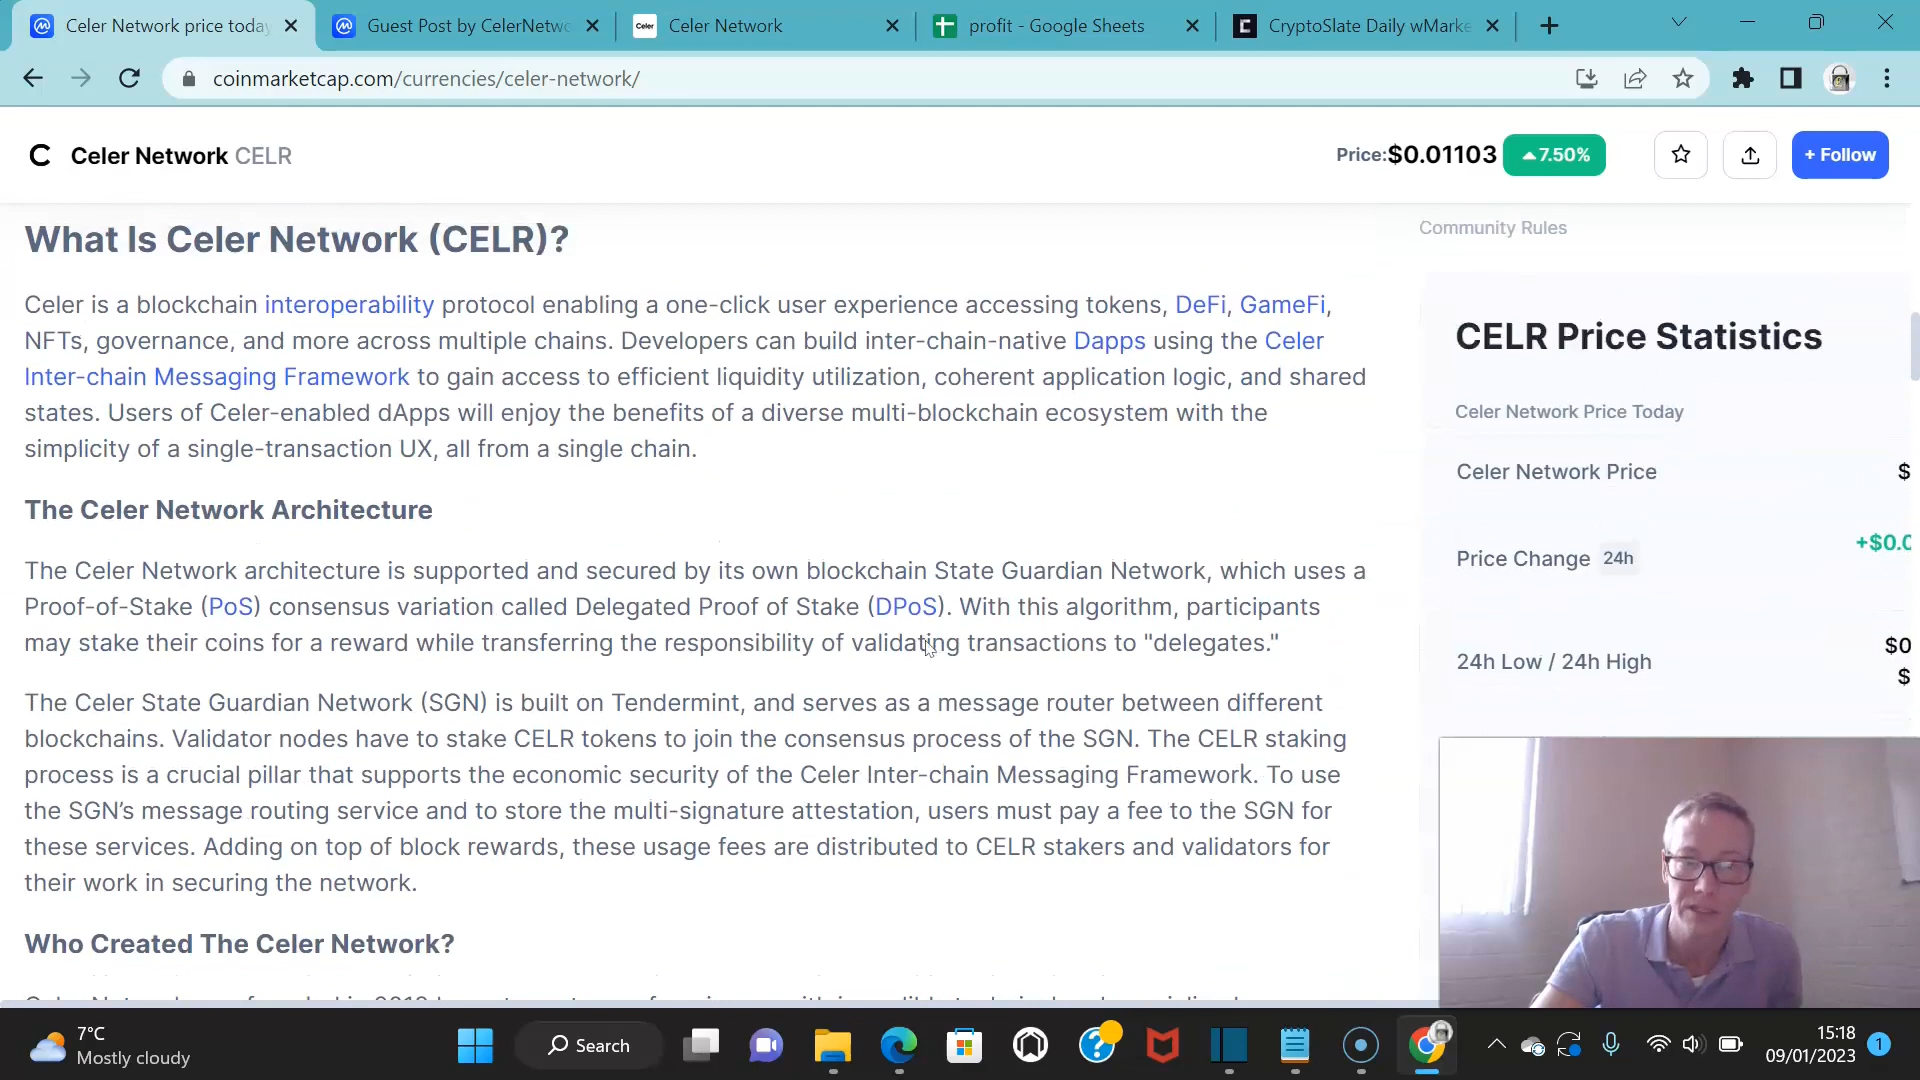 Celer Network price today
Guest Post by CelerNetwo
Celer
Celer Network
profit - Google Sheets
CryptoSlate Daily wMarke
coinmarketcap.com/currencies/celer-network/
Celer Network CELR
Price:$0.01103
7.50%
+ Follow
What Is Celer Network (CELR)?
Celer is a blockchain interoperability protocol enabling a one-click user experience accessing tokens, DeFi, GameFi,
NFTs, governance, and more across multiple chains. Developers can build inter-chain-native Dapps using the Celer
Inter-chain Messaging Framework to gain access to efficient liquidity utilization, coherent application logic, and shared
states. Users of Celer-enabled dApps will enjoy the benefits of a diverse multi-blockchain ecosystem with the
simplicity of a single-transaction UX, all from a single chain.
The Celer Network Architecture
The Celer Network architecture is supported and secured by its own blockchain State Guardian Network, which uses a
Proof-of-Stake (PoS) consensus variation called Delegated Proof of Stake (DPoS). With this algorithm, participants
may stake their coins for a reward while transferring the responsibility of validating transactions to "delegates."
The Celer State Guardian Network (SGN) is built on Tendermint, and serves as a message router between different
blockchains. Validator nodes have to stake CELR tokens to join the consensus process of the SGN. The CELR staking
process is a crucial pillar that supports the economic security of the Celer Inter-chain Messaging Framework. To use
the SGN's message routing service and to store the multi-signature attestation, users must pay a fee to the SGN for
these services. Adding on top of block rewards, these usage fees are distributed to CELR stakers and validators for
their work in securing the network.
Who Created The Celer Network?
Community Rules
CELR Price Statistics
Celer Network Price Today
Celer Network Price
$
Price Change 24h
+$0.0
24h Low / 24h High
$0
$
7°C
Mostly cloudy
Search
15:18
09/01/2023
1